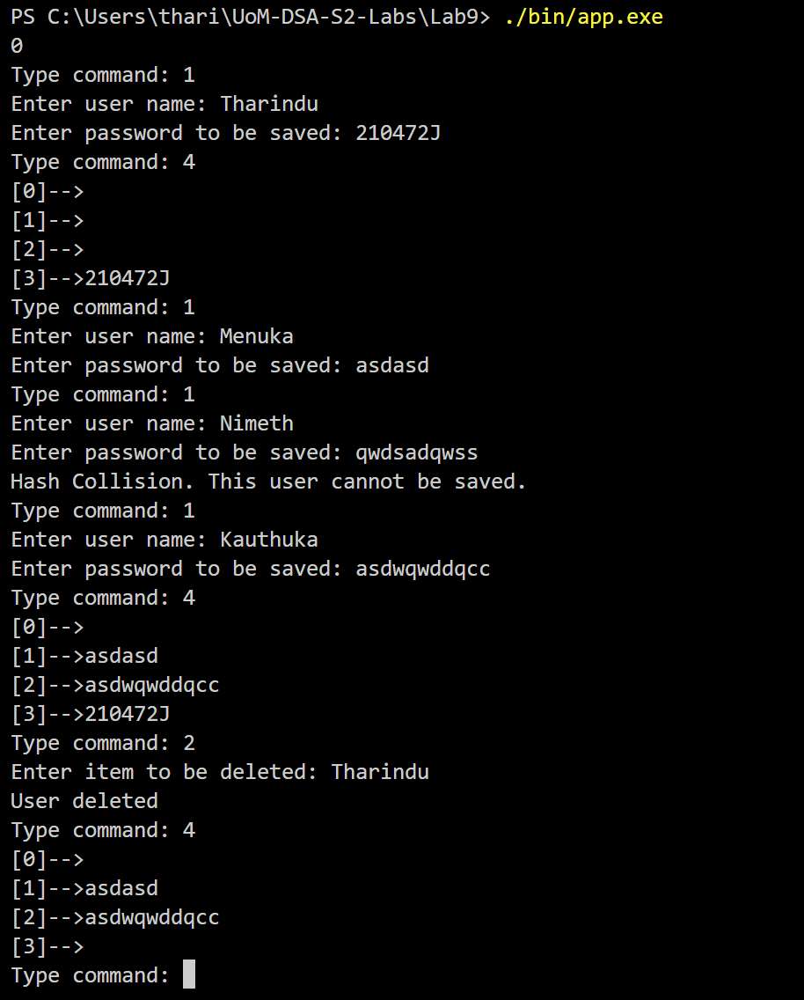 PS C:\Users\thari\UoM-DSA-S2-Labs\Lab9> ./bin/app.exe
0
Type command: 1
Enter user name: Tharindu
Enter password to be saved: 210472J
Type command: 4
[0]-->
[1]-->
[2]-->
[3]-->210472J
Type command: 1
Enter user name: Menuka
Enter password to be saved: asdasd
Type command: 1
Enter user name: Nimeth
Enter password to be saved: qwdsadqwss
Hash Collision. This user cannot be saved.
Type command: 1
Enter user name: Kauthuka
Enter password to be saved: asdwqwddqcc
Type command: 4
[0]-->
[1]-->asdasd
[2]-->asdwqwddqcc
[3]-->210472J
Type command: 2
Enter item to be deleted: Tharindu
User deleted
Type command: 4
[0]-->
[1]-->asdasd
[2]-->asdwqwddqcc
[3]-->
Type command: